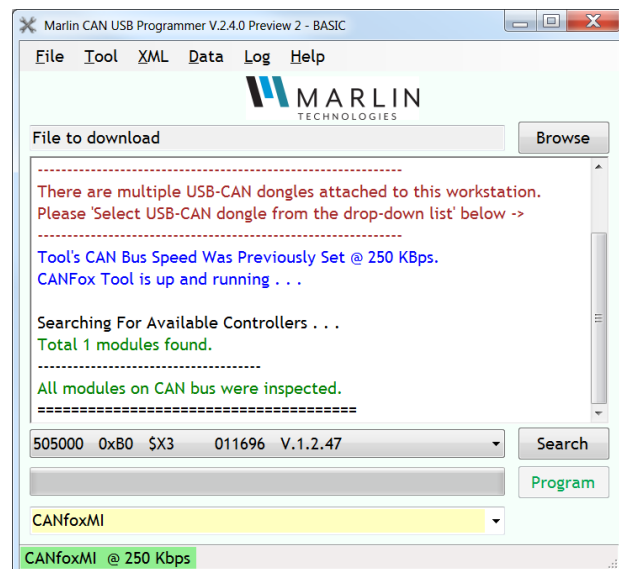 Marlin CAN USB Programmer V.2.4.0 Preview 2 - BASIC
File Tool XML Data Log Help
MARLIN
TECHNOLOGIES
File to download Browse
------------------------------------------------------------
There are multiple USB-CAN dongles attached to this workstation.
Please 'Select USB-CAN dongle from the drop-down list' below ->
------------------------------------------------------------
Tool's CAN Bus Speed Was Previously Set @ 250 KBps.
CANFox Tool is up and running . . .
Searching For Available Controllers . . .
Total 1 modules found.
-------------------------------------
All modules on CAN bus were inspected.
======================================
505000 0xB0 $X3 011696 V.1.2.47 Search
Program
CANfoxMI
CANfoxMI @ 250 Kbps